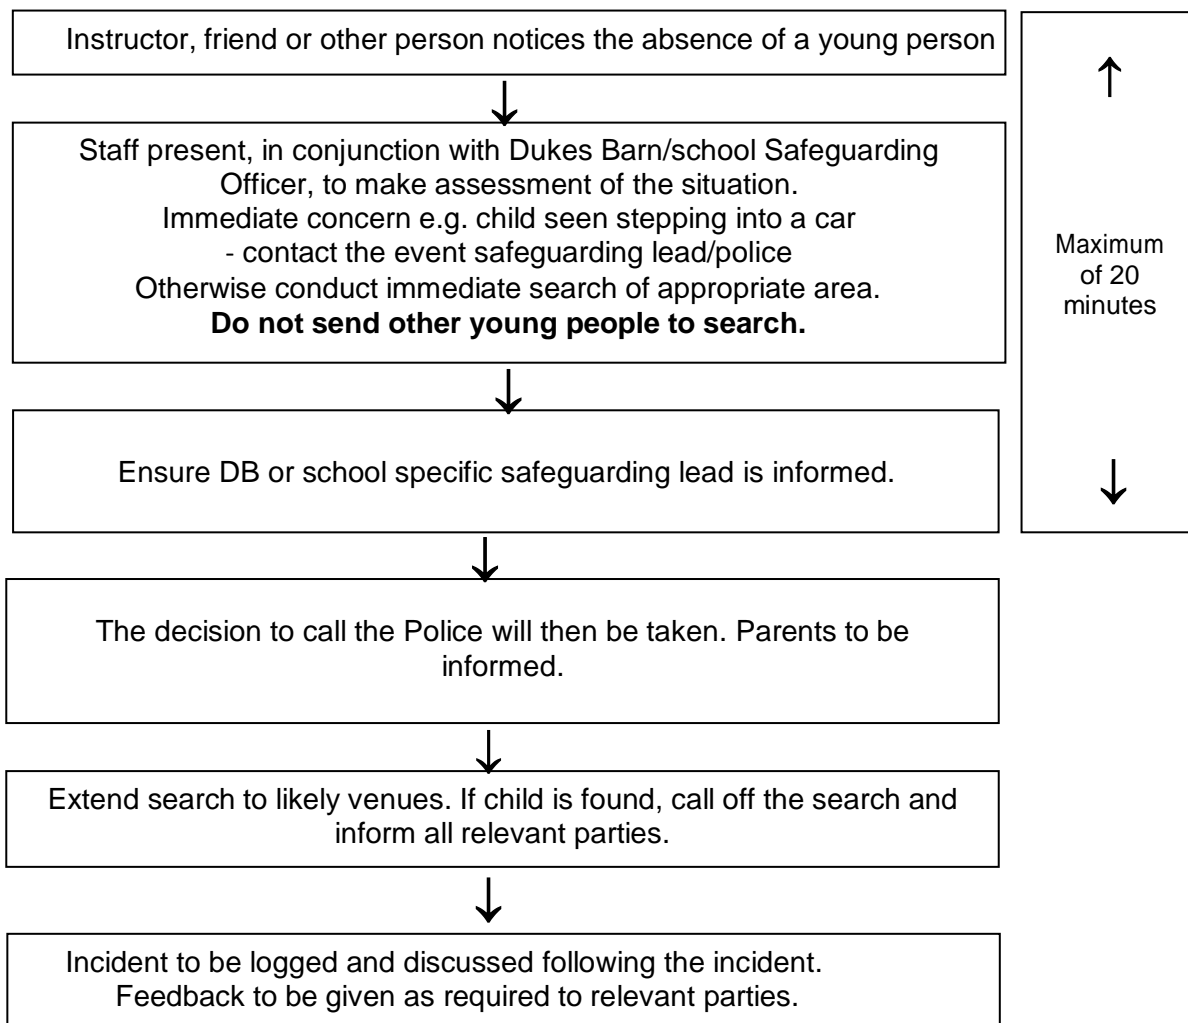 Instructor, friend or other person notices the absence of a young person
Staff present, in conjunction with Dukes Barn/school Safeguarding
Officer, to make assessment of the situation.
Immediate concern e.g. child seen stepping into a car
- contact the event safeguarding lead/police
Otherwise conduct immediate search of appropriate area.
Do not send other young people to search.
Ensure DB or school specific safeguarding lead is informed.
Maximum
of 20
minutes
The decision to call the Police will then be taken. Parents to be
informed.
Extend search to likely venues. If child is found, call off the search and
inform all relevant parties.
Incident to be logged and discussed following the incident.
Feedback to be given as required to relevant parties.